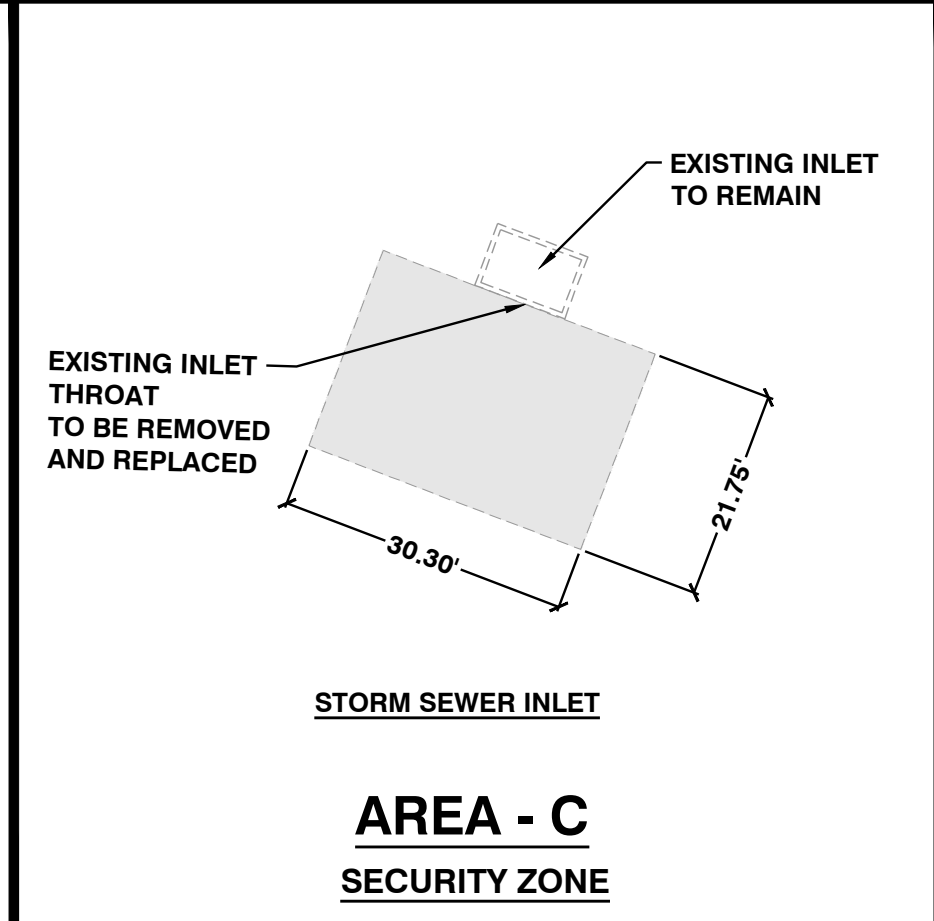 EXISTING INLET
TO REMAIN
EXISTING INLET
THROAT
TO BE REMOVED
AND REPLACED
21.75'
30.30'
STORM SEWER INLET
AREA - C
SECURITY ZONE